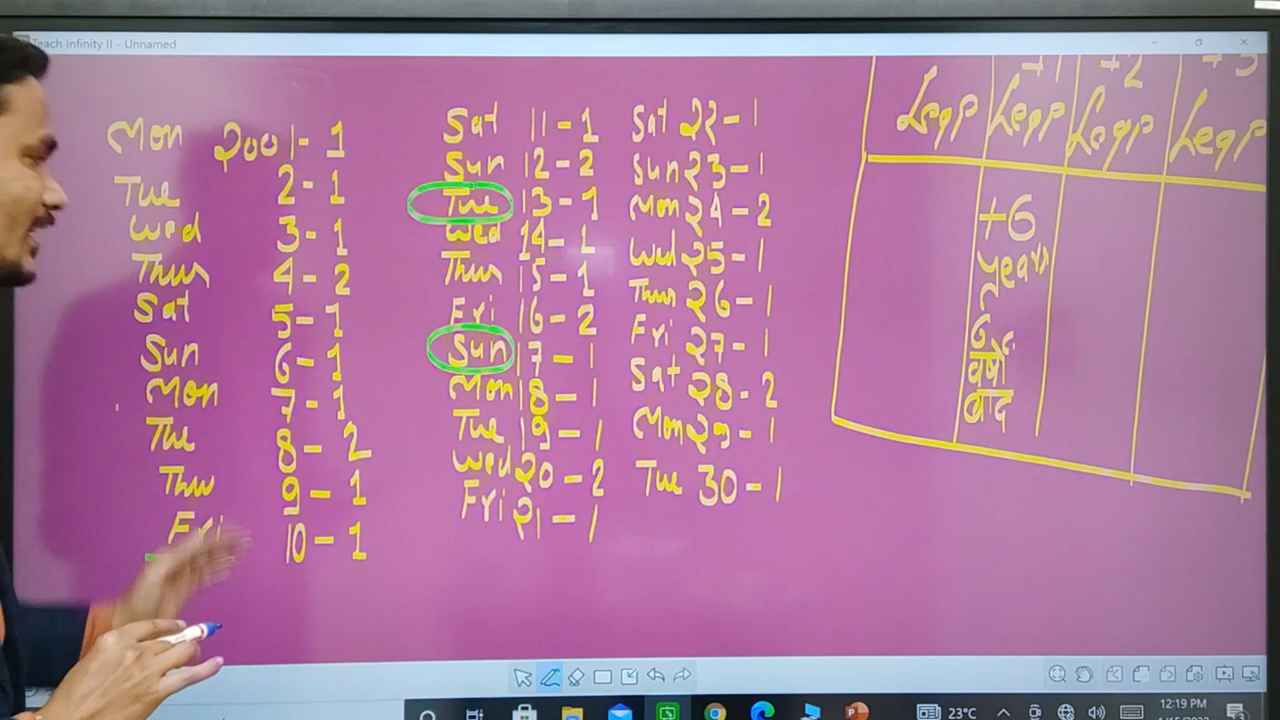 Teach Infinity II - Unnamed
Mon 2001-1
Tue 2-1
Wed 3-1
Thur 4-2
Sat 5-1
Sun 6-1
Mon 7-1
Tue 8-2
Thu 9-1
Fri 10-1
Sat 11-1
Sun 12-2
Tue 13-1
Wed 14-1
Thur 15-1
Fri 16-2
Sun 17-1
Mon 18-1
Tue 19-1
Wed 20-2
Fri 21-1
Sat 22-1
Sun 23-1
Mon 24-2
Wed 25-1
Thur 26-1
Fri 27-1
Sat 28-2
Mon 29-1
Tue 30-1
+1 +2 +3
Leap Leap Leap Leap
+6
years
6
वर्षो
बाद
23°C
12:19 PM